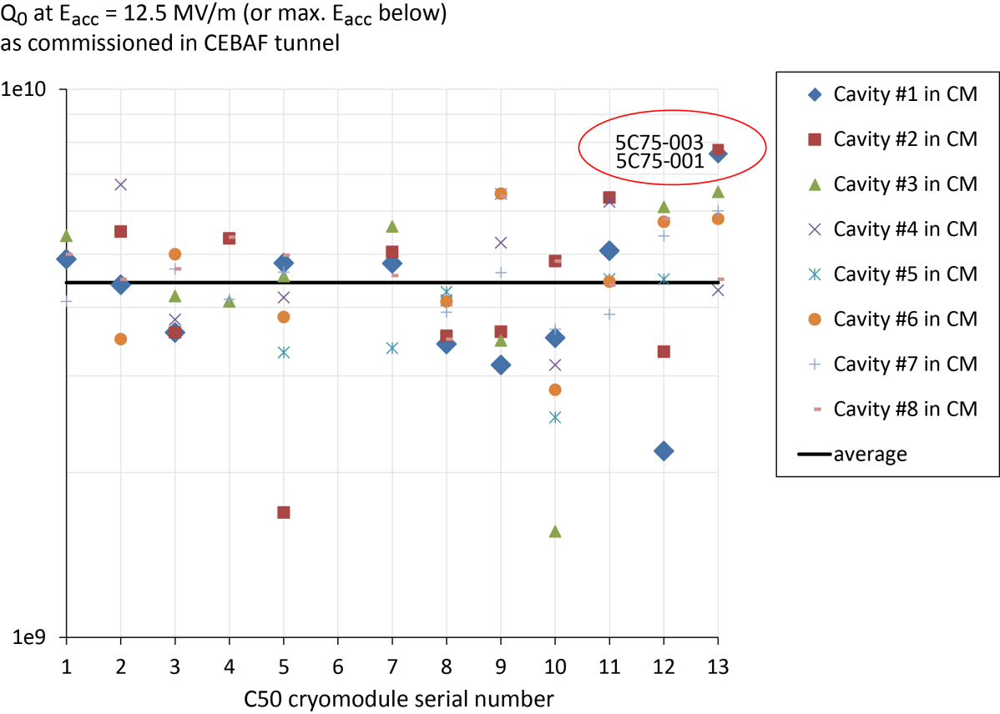 Q₀ at Eacc = 12.5 MV/m (or max. Eacc below)
as commissioned in CEBAF tunnel
1e10
5C75-003
5C75-001
Cavity #1 in CM
Cavity #2 in CM
Cavity #3 in CM
Cavity #4 in CM
Cavity #5 in CM
Cavity #6 in CM
Cavity #7 in CM
Cavity #8 in CM
average
1e9
1 2 3 4 5 6 7 8 9 10 11 12 13
C50 cryomodule serial number